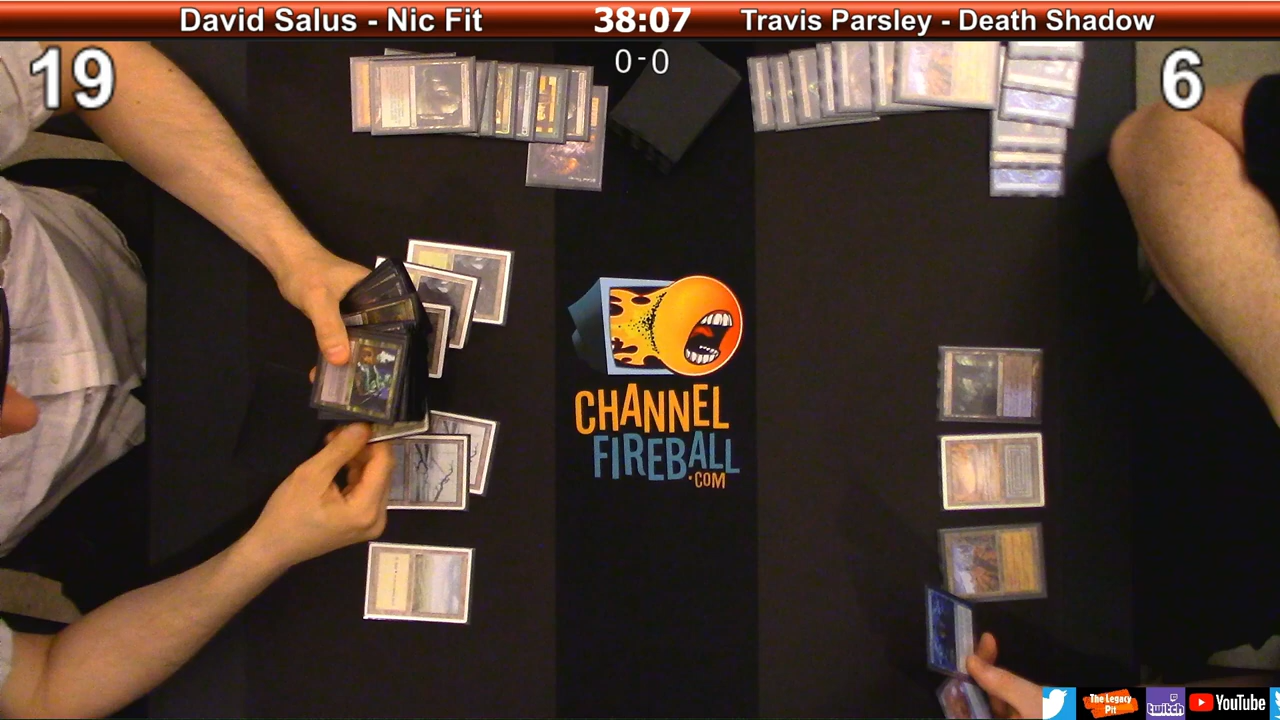 David Salus - Nic Fit
38:07
Travis Parsley - Death Shadow
19
0-0
6
CHANNEL
FIREBALL
.COM
The Legacy
Pit
twitch
YouTube